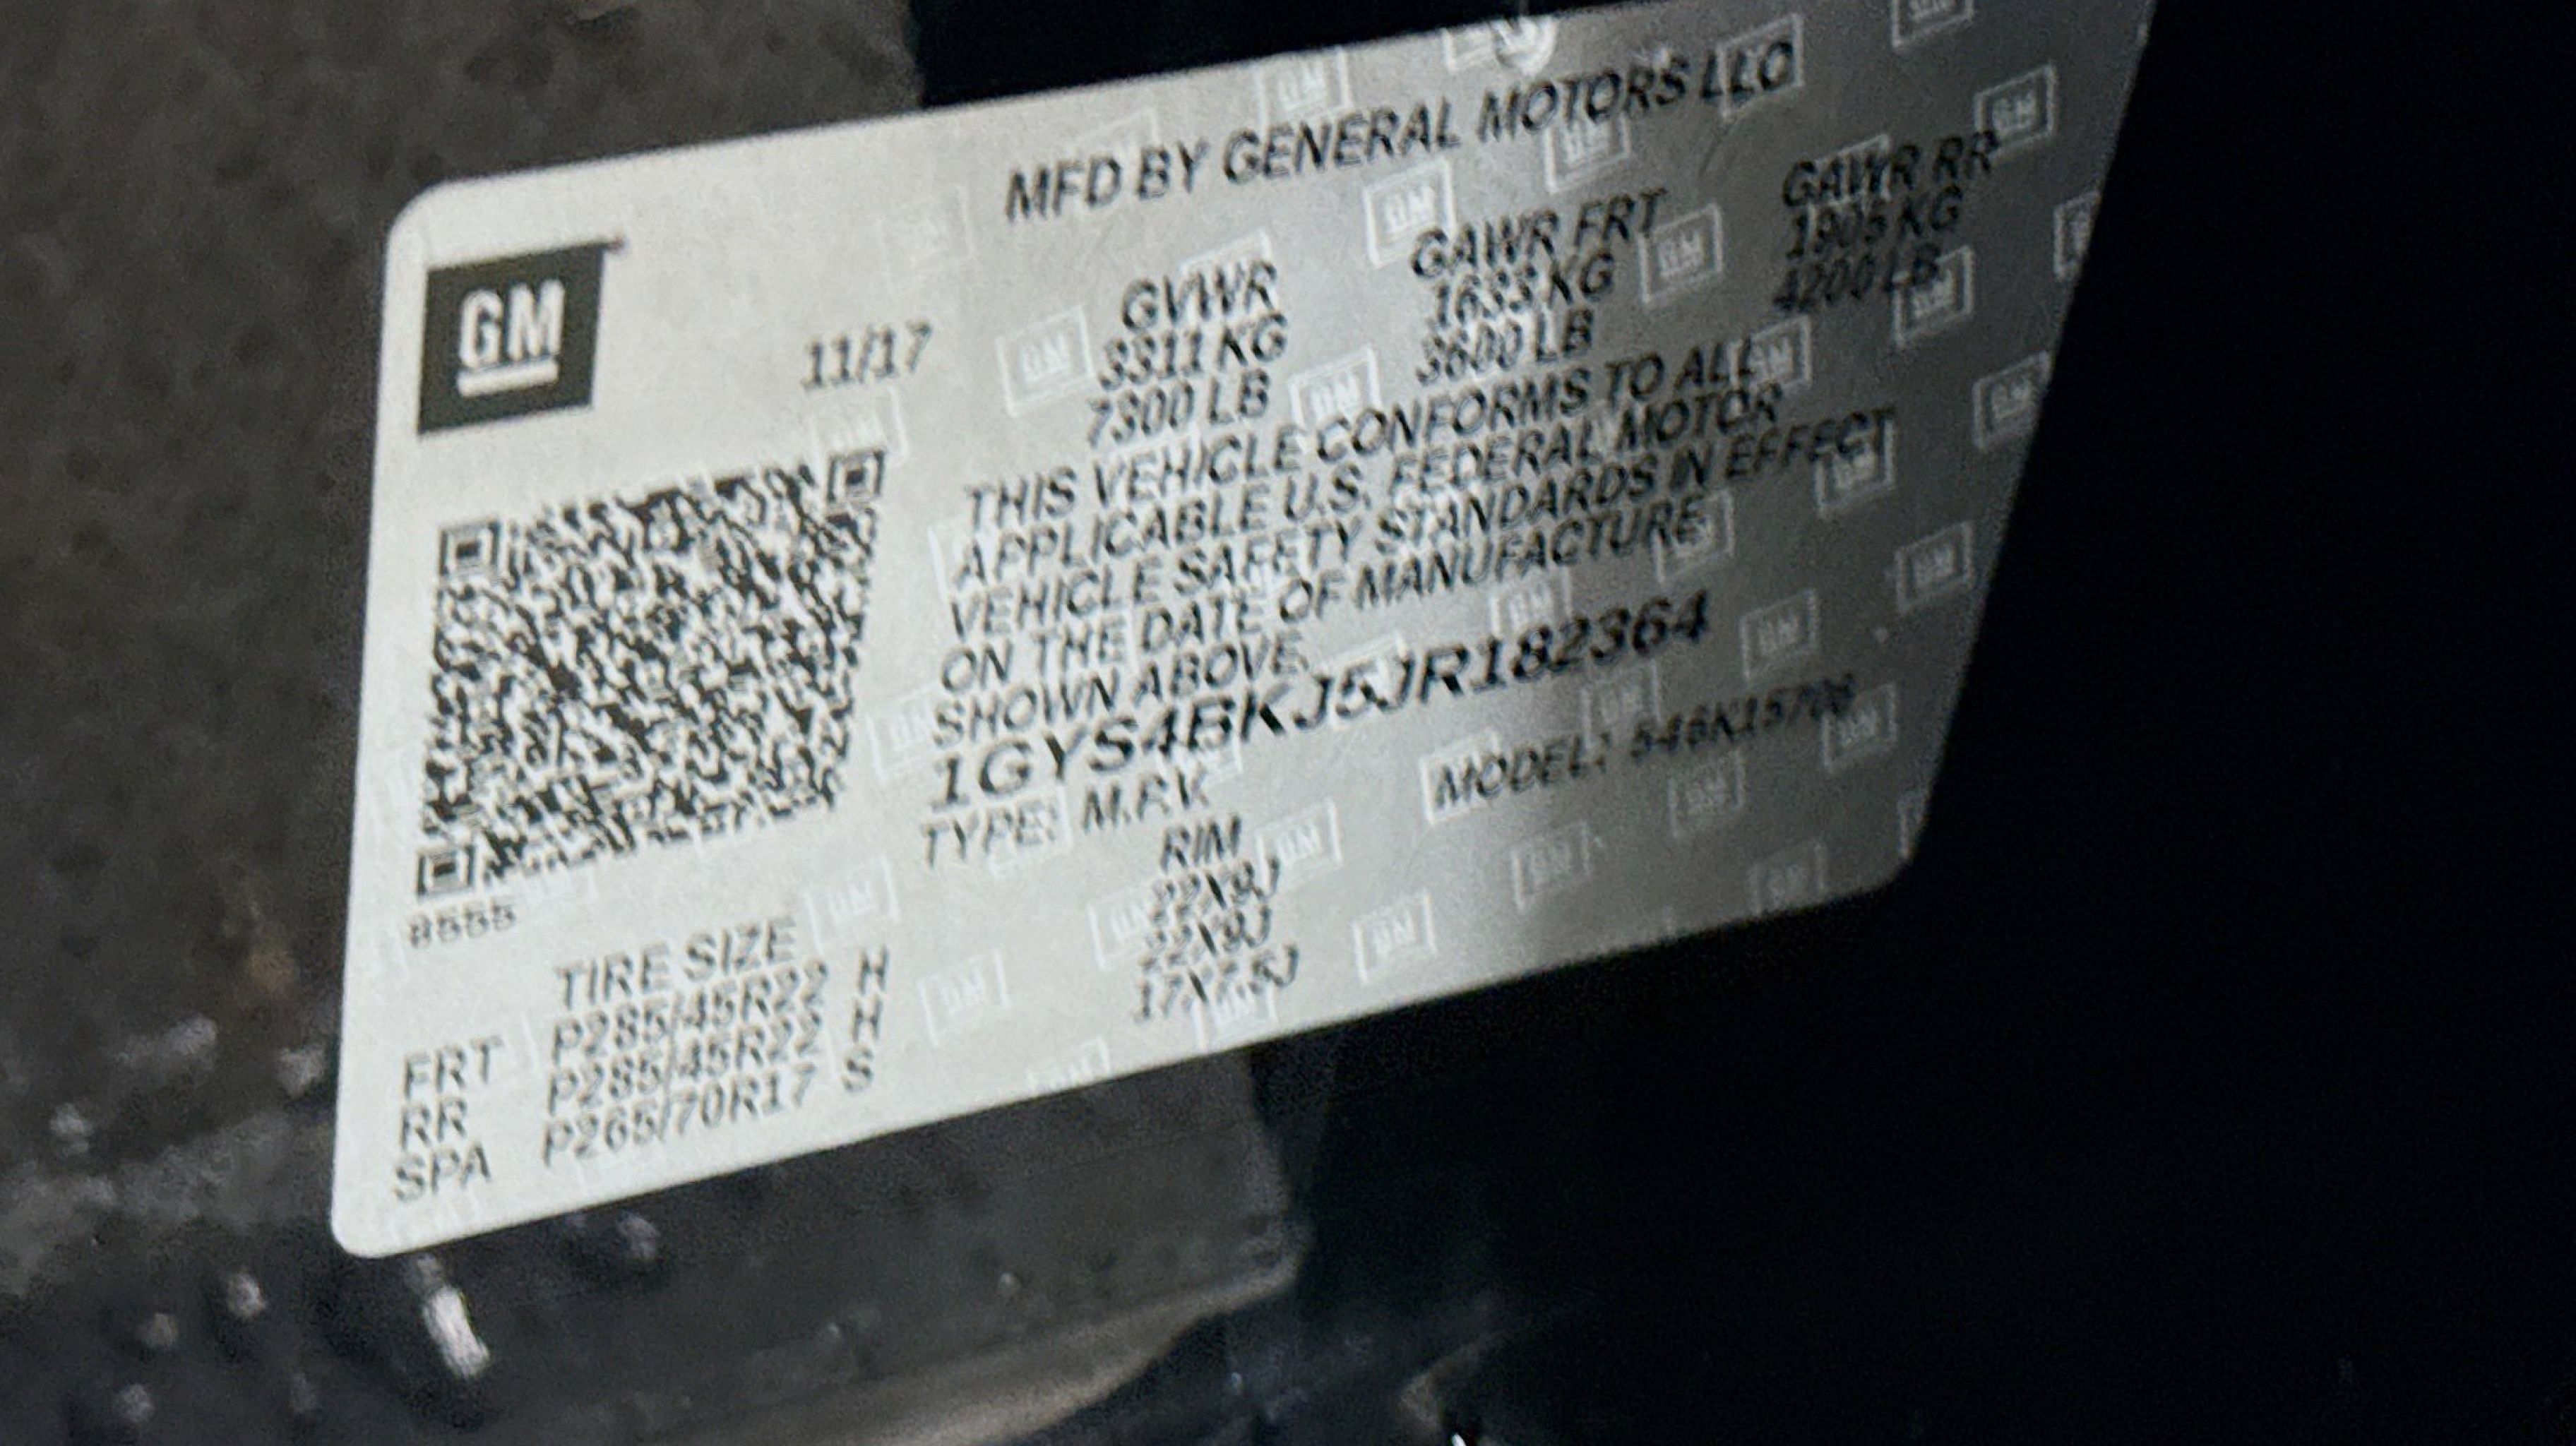 MFD BY GENERAL MOTORS LLC
GM
11/17
GVWR GAWR FRT GAWR RR
3311 KG 1633 KG 1905 KG
7300 LB 3600 LB 4200 LB
THIS VEHICLE CONFORMS TO ALL
APPLICABLE U.S. FEDERAL MOTOR
VEHICLE SAFETY STANDARDS IN EFFECT
ON THE DATE OF MANUFACTURE
SHOWN ABOVE.
1GYS4BKJ5JR182364
TYPE: M.P.V. MODEL: 546K15706
8555
TIRE SIZE RIM
FRT P285/45R22 H 22X9J
RR P285/45R22 H 22X9J
SPA P265/70R17 S 17X7.5J